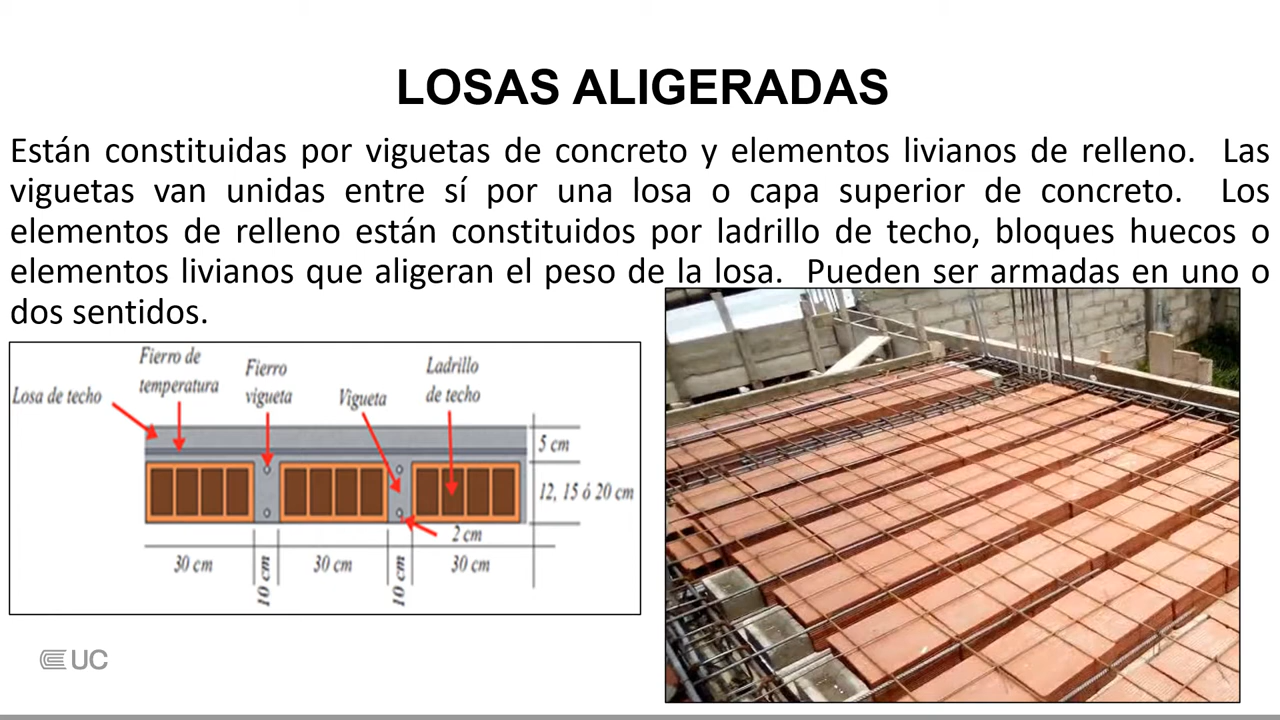 LOSAS ALIGERADAS
Están constituidas por viguetas de concreto y elementos livianos de relleno. Las
viguetas van unidas entre sí por una losa o capa superior de concreto. Los
elementos de relleno están constituidos por ladrillo de techo, bloques huecos o
elementos livianos que aligeran el peso de la losa. Pueden ser armadas en uno o
dos sentidos.
Losa de techo
Fierro de
temperatura
Fierro
vigueta
Vigueta
Ladrillo
de techo
5 cm
12, 15 ó 20 cm
2 cm
30 cm
10 cm
30 cm
10 cm
30 cm
UC